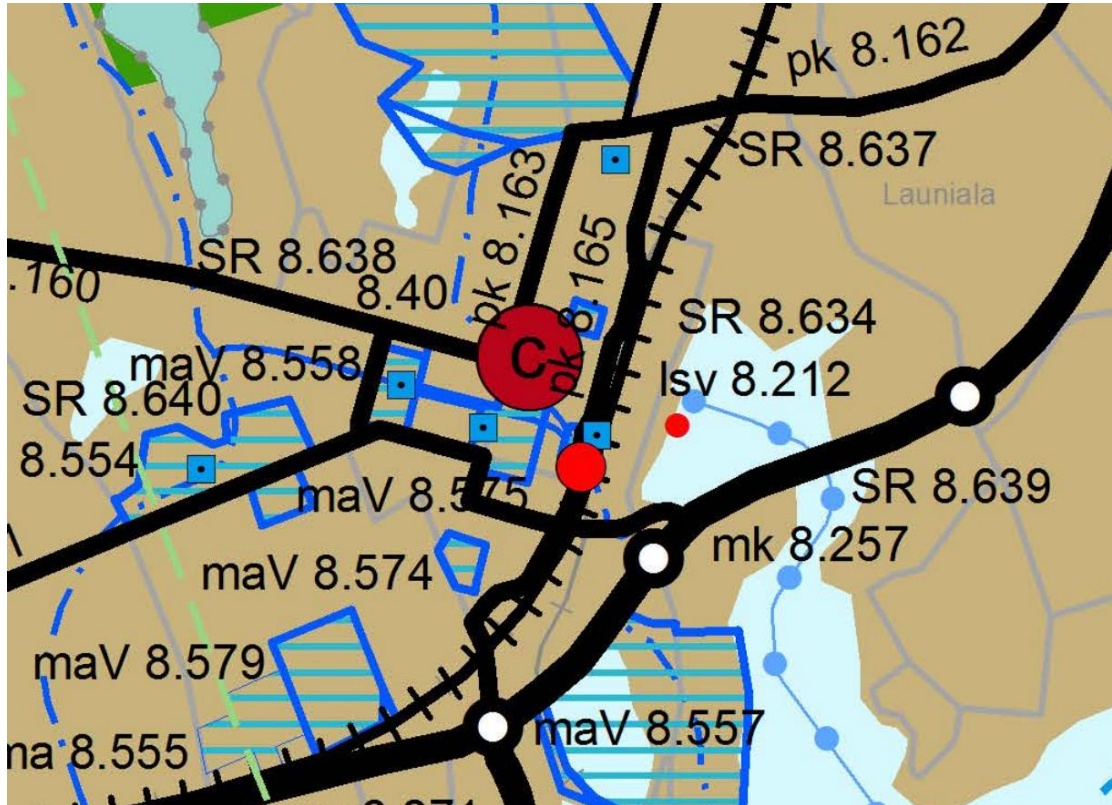 pk 8.162
SR 8.637
Launiala
pk 8.163
pk 8.165
SR 8.638
8.40
.160
C
SR 8.634
maV 8.558
lsv 8.212
SR 8.640
8.554
maV 8.575
SR 8.639
mk 8.257
maV 8.574
maV 8.579
maV 8.557
ma 8.555